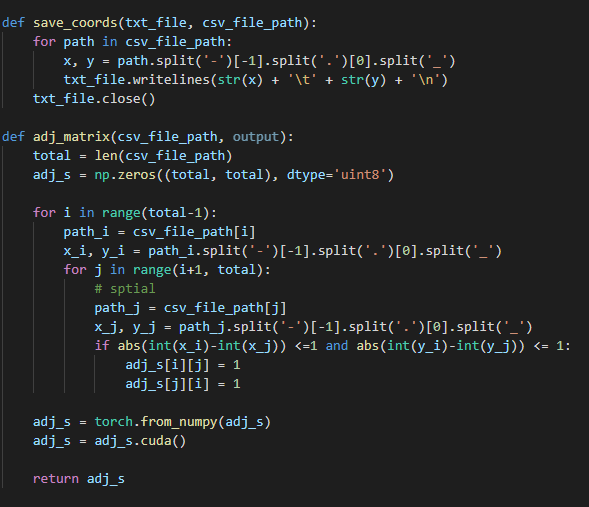 def save_coords(txt_file, csv_file_path):
    for path in csv_file_path:
        x, y = path.split('-')[-1].split('.')[0].split('_')
        txt_file.writelines(str(x) + '\t' + str(y) + '\n')
    txt_file.close()

def adj_matrix(csv_file_path, output):
    total = len(csv_file_path)
    adj_s = np.zeros((total, total), dtype='uint8')

    for i in range(total-1):
        path_i = csv_file_path[i]
        x_i, y_i = path_i.split('-')[-1].split('.')[0].split('_')
        for j in range(i+1, total):
            # sptial
            path_j = csv_file_path[j]
            x_j, y_j = path_j.split('-')[-1].split('.')[0].split('_')
            if abs(int(x_i)-int(x_j)) <=1 and abs(int(y_i)-int(y_j)) <= 1:
                adj_s[i][j] = 1
                adj_s[j][i] = 1

    adj_s = torch.from_numpy(adj_s)
    adj_s = adj_s.cuda()

    return adj_s